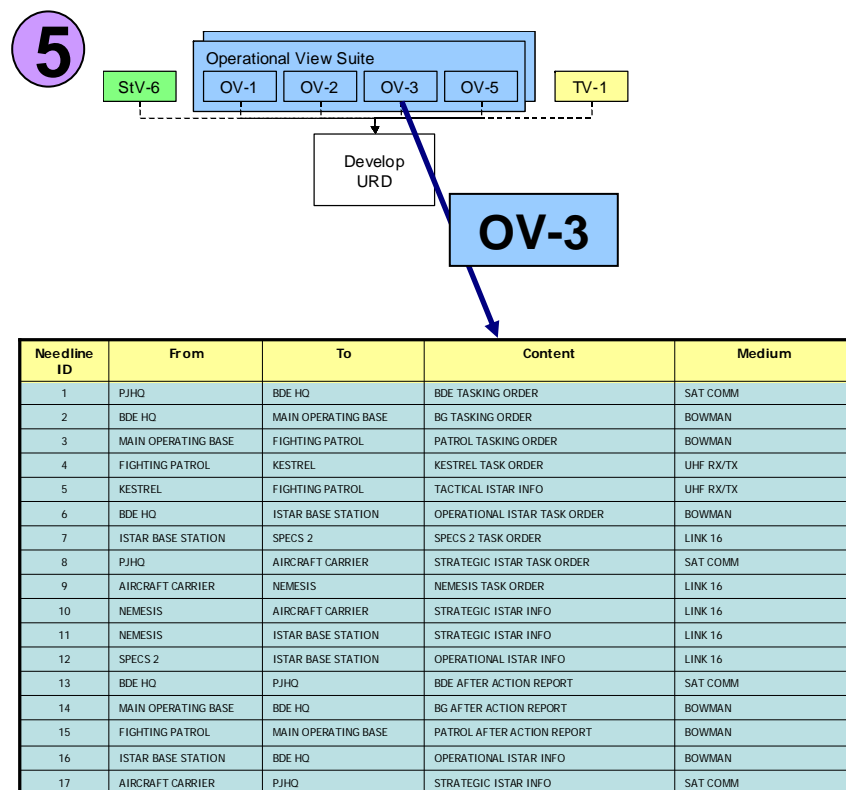 5
Operational View Suite
StV-6 OV-1 OV-2 OV-3 OV-5 TV-1
Develop
URD
OV-3
Needline ID From To Content Medium
1 PJHQ BDE HQ BDE TASKING ORDER SAT COMM
2 BDE HQ MAIN OPERATING BASE BG TASKING ORDER BOWMAN
3 MAIN OPERATING BASE FIGHTING PATROL PATROL TASKING ORDER BOWMAN
4 FIGHTING PATROL KESTREL KESTREL TASK ORDER UHF RX/TX
5 KESTREL FIGHTING PATROL TACTICAL ISTAR INFO UHF RX/TX
6 BDE HQ ISTAR BASE STATION OPERATIONAL ISTAR TASK ORDER BOWMAN
7 ISTAR BASE STATION SPECS 2 SPECS 2 TASK ORDER LINK 16
8 PJHQ AIRCRAFT CARRIER STRATEGIC ISTAR TASK ORDER SAT COMM
9 AIRCRAFT CARRIER NEMESIS NEMESIS TASK ORDER LINK 16
10 NEMESIS AIRCRAFT CARRIER STRATEGIC ISTAR INFO LINK 16
11 NEMESIS ISTAR BASE STATION STRATEGIC ISTAR INFO LINK 16
12 SPECS 2 ISTAR BASE STATION OPERATIONAL ISTAR INFO LINK 16
13 BDE HQ PJHQ BDE AFTER ACTION REPORT SAT COMM
14 MAIN OPERATING BASE BDE HQ BG AFTER ACTION REPORT BOWMAN
15 FIGHTING PATROL MAIN OPERATING BASE PATROL AFTER ACTION REPORT BOWMAN
16 ISTAR BASE STATION BDE HQ OPERATIONAL ISTAR INFO BOWMAN
17 AIRCRAFT CARRIER PJHQ STRATEGIC ISTAR INFO SAT COMM